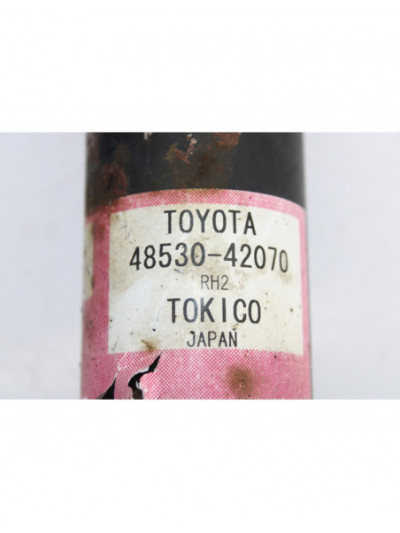 TOYOTA
48530-42070
RH2
TOKICO
JAPAN